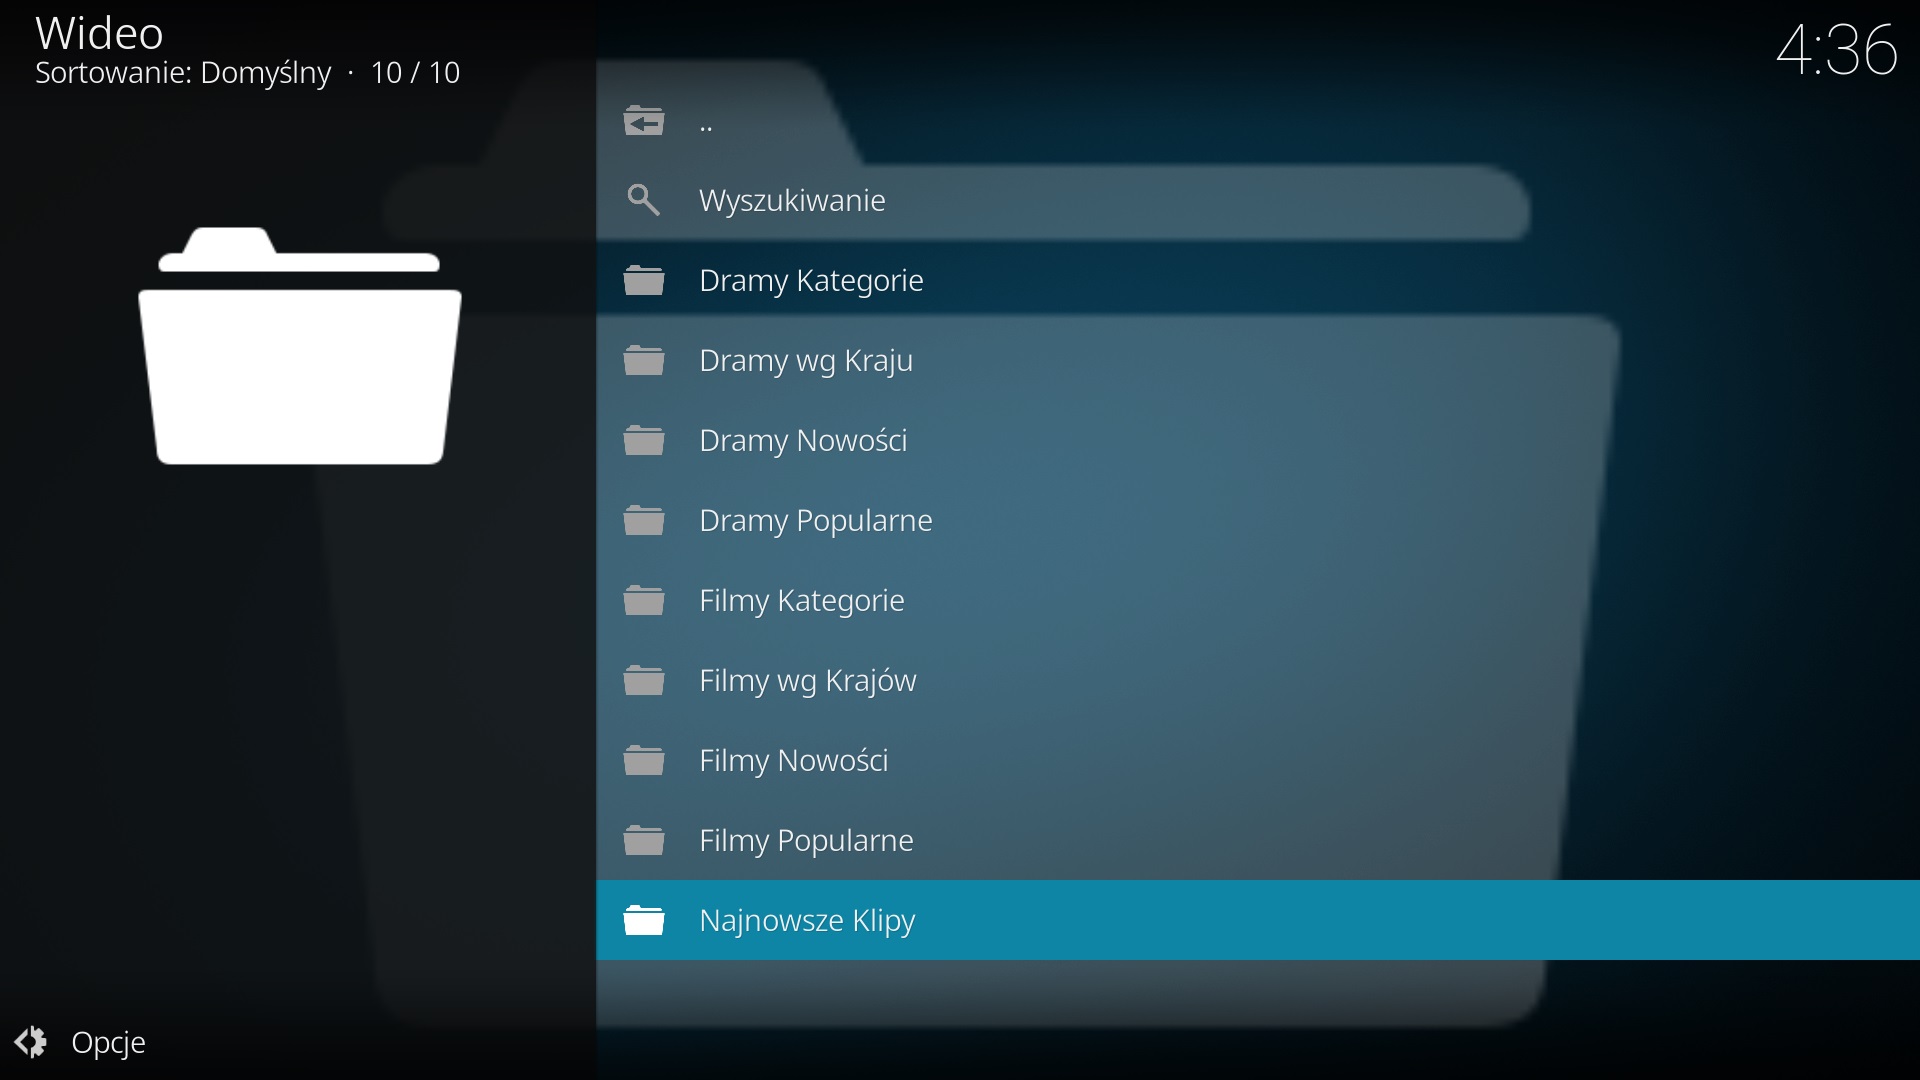 Wideo
Sortowanie: Domyślny · 10 / 10
4:36
..
Wyszukiwanie
Dramy Kategorie
Dramy wg Kraju
Dramy Nowości
Dramy Popularne
Filmy Kategorie
Filmy wg Krajów
Filmy Nowości
Filmy Popularne
Najnowsze Klipy
Opcje